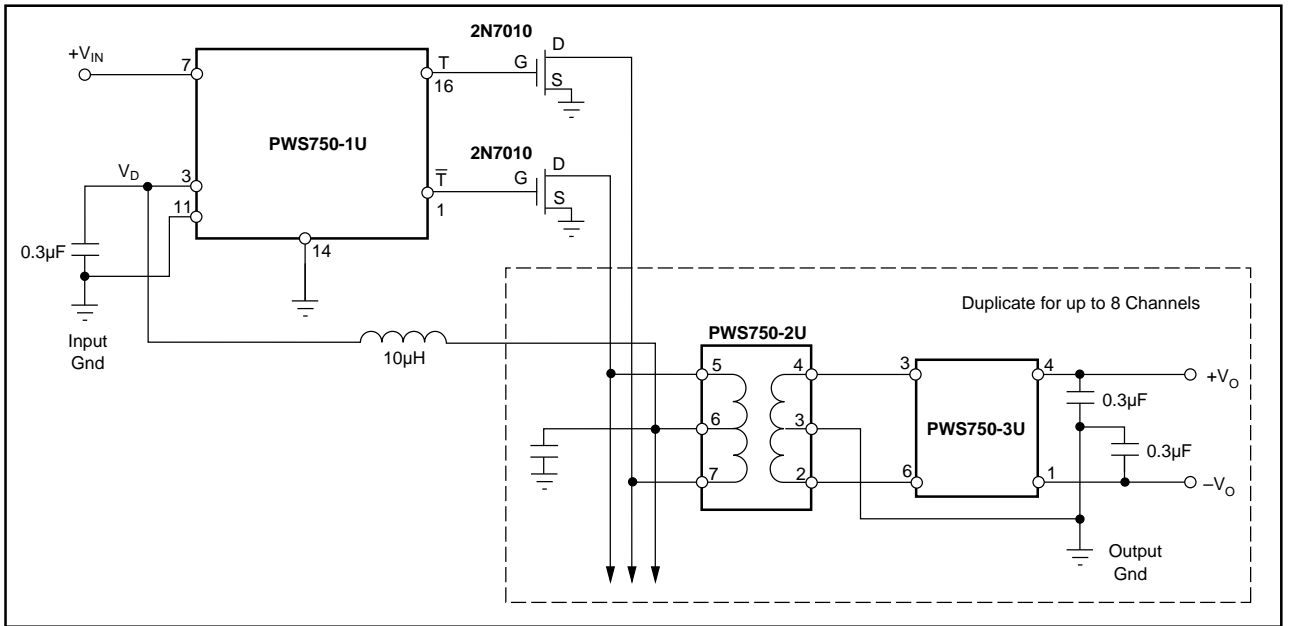 2N7010
+V_IN
7
T
16
G
D
S
PWS750-1U
2N7010
V_D
3
T̅
1
G
D
S
11
0.3µF
14
Input
Gnd
10µH
Duplicate for up to 8 Channels
PWS750-2U
5
4
3
4
+V_O
0.3µF
6
3
PWS750-3U
0.3µF
7
2
6
1
–V_O
Output
Gnd